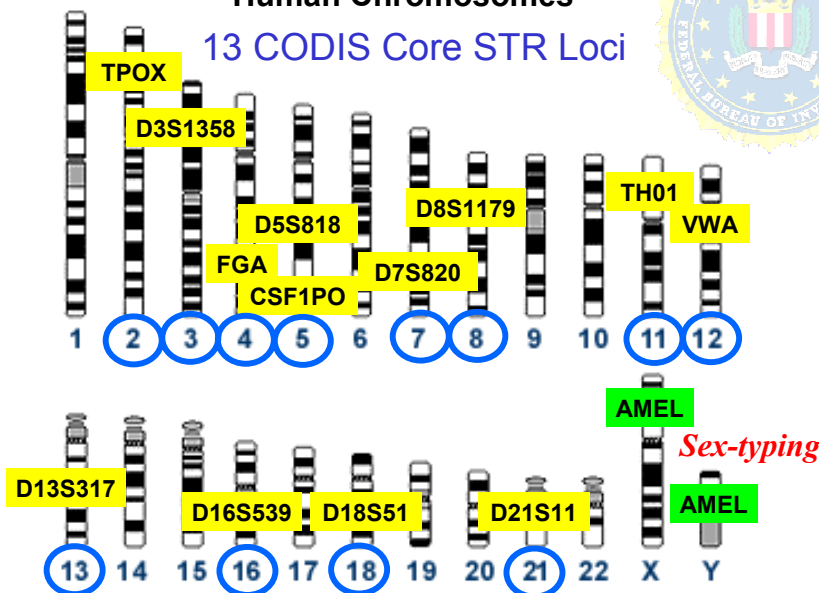 Human Chromosomes
13 CODIS Core STR Loci
TPOX
D3S1358
D5S818
FGA
CSF1PO
D7S820
D8S1179
TH01
VWA
1 2 3 4 5 6 7 8 9 10 11 12
AMEL
Sex-typing
D13S317
D16S539
D18S51
D21S11
AMEL
13 14 15 16 17 18 19 20 21 22 X Y